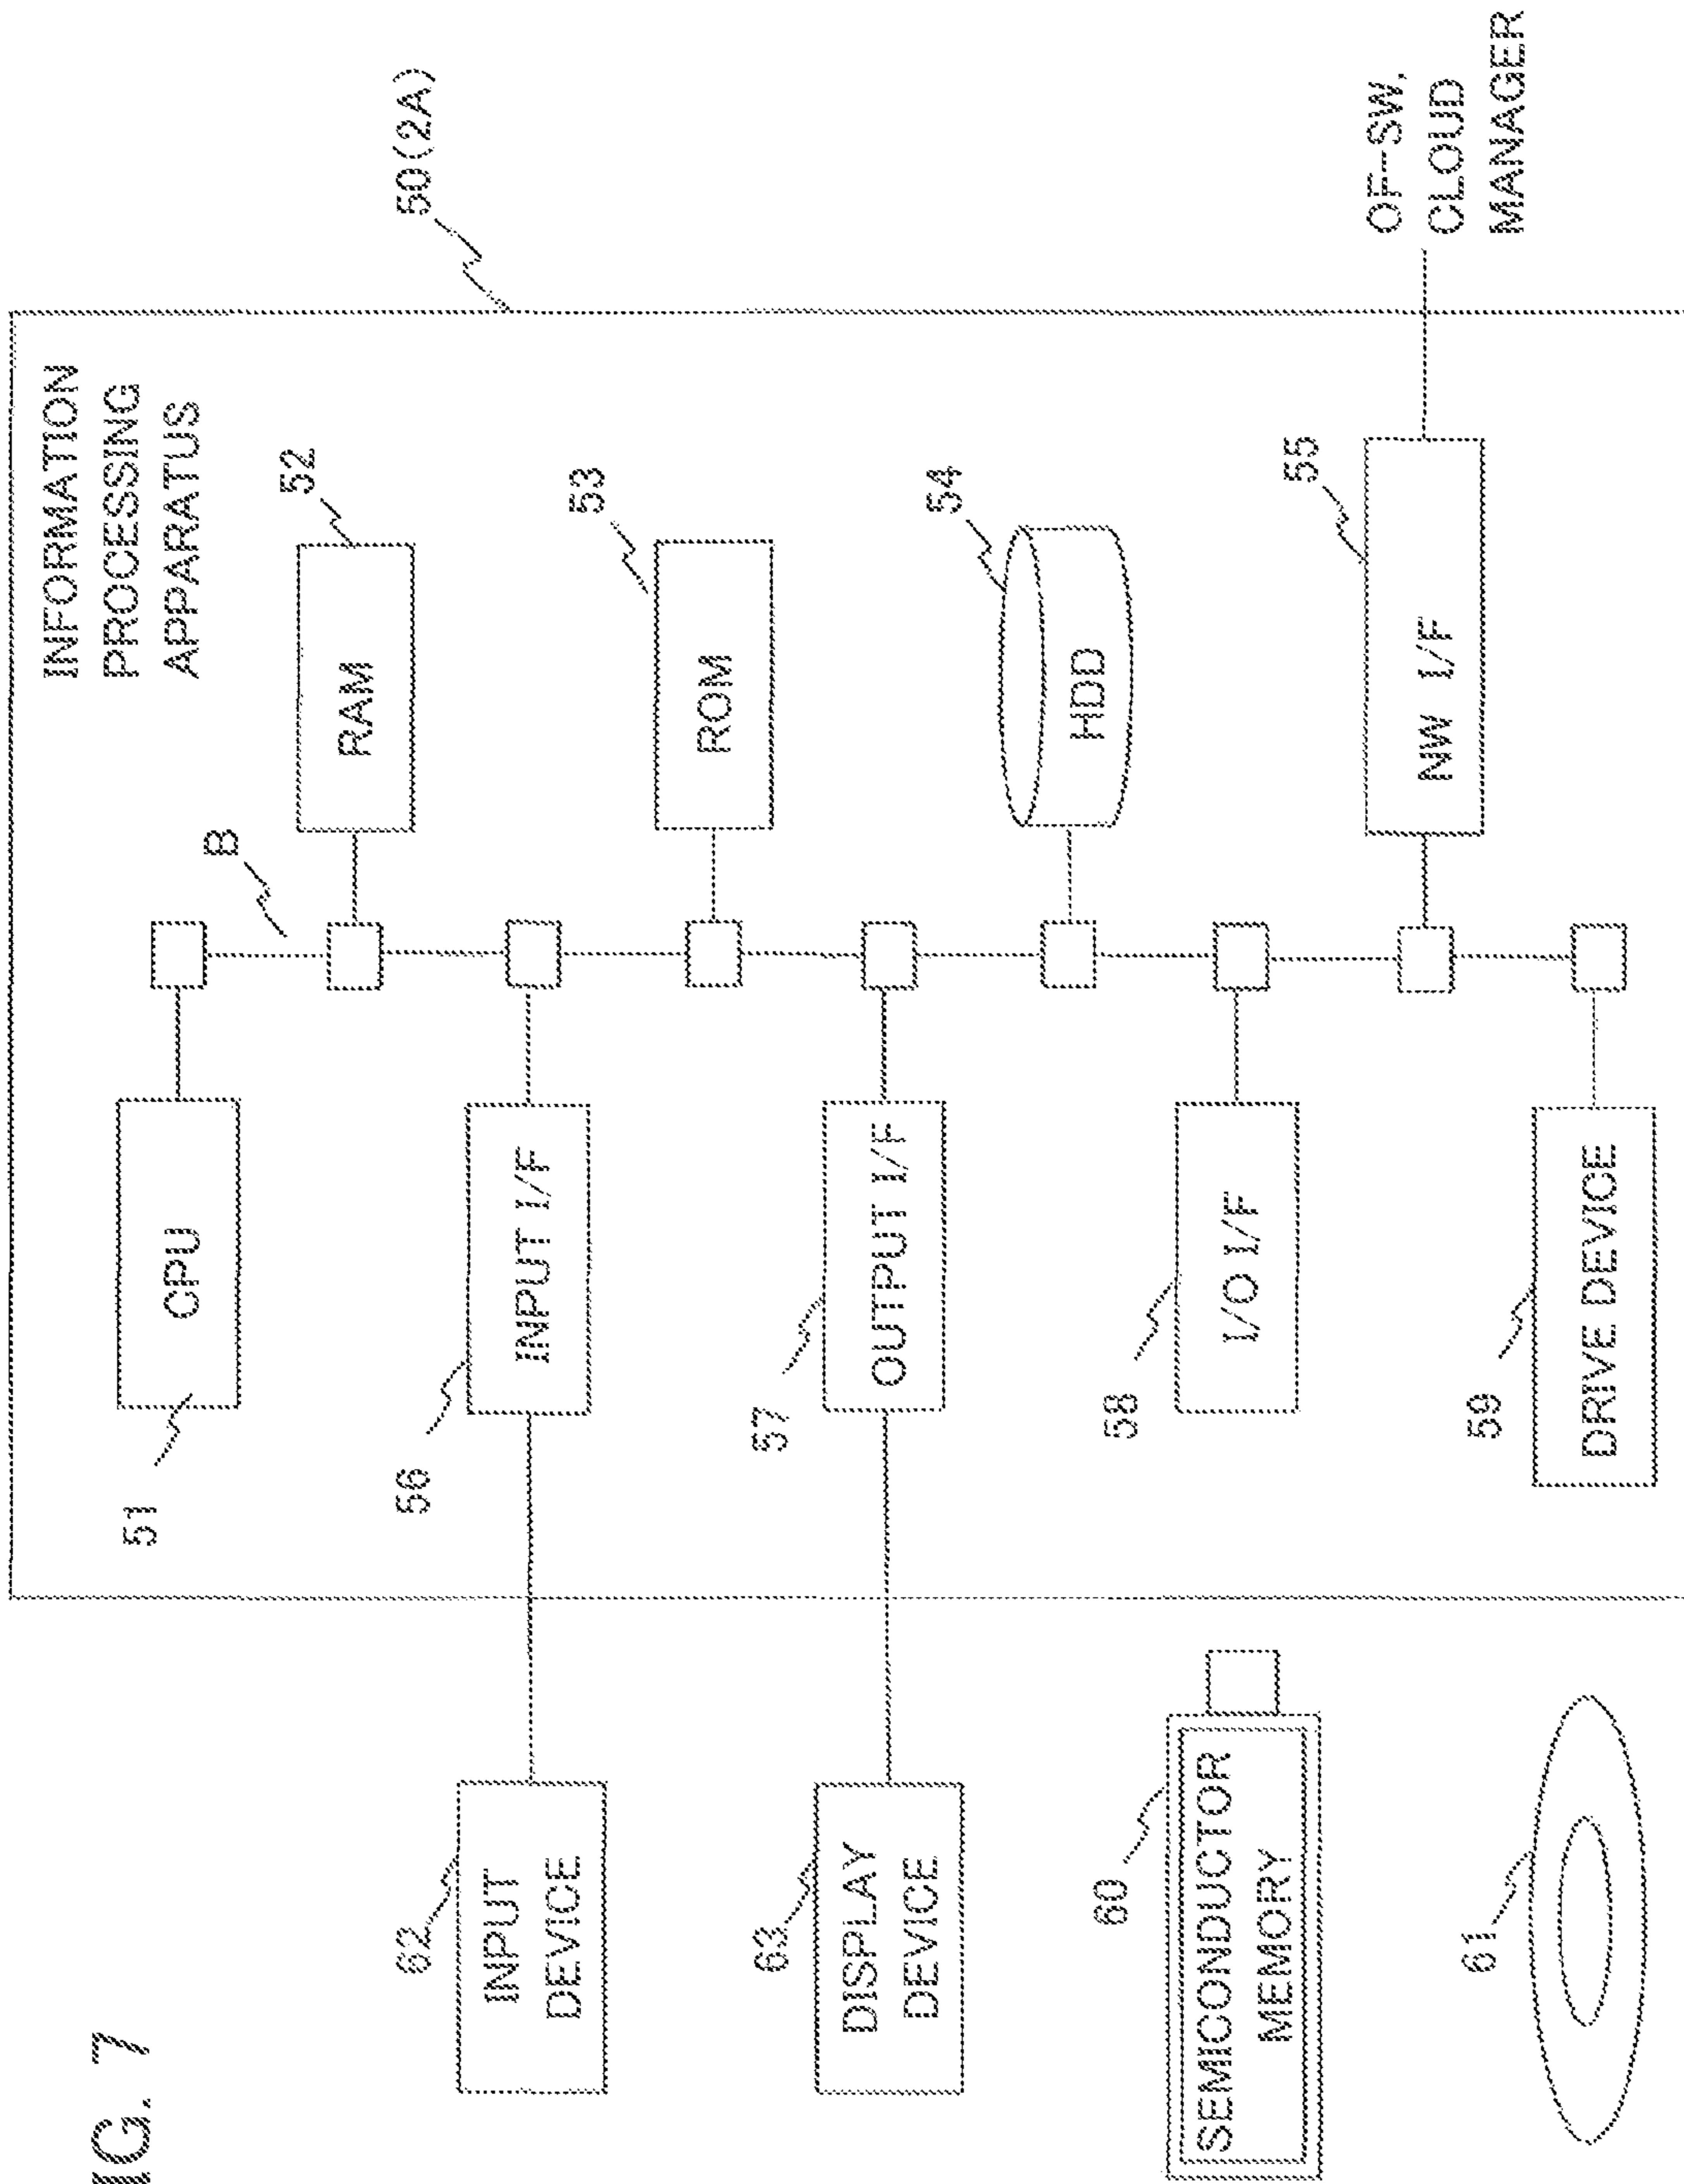 IG. 7
INFORMATION
PROCESSING
APPARATUS
50(2A)
51
CPU
B
52
RAM
62
INPUT
DEVICE
56
INPUT I/F
53
ROM
63
DISPLAY
DEVICE
57
OUTPUT I/F
54
HDD
60
SEMICONDUCTOR
MEMORY
58
I/O I/F
55
NW I/F
OF-SW,
CLOUD
MANAGER
61
59
DRIVE DEVICE